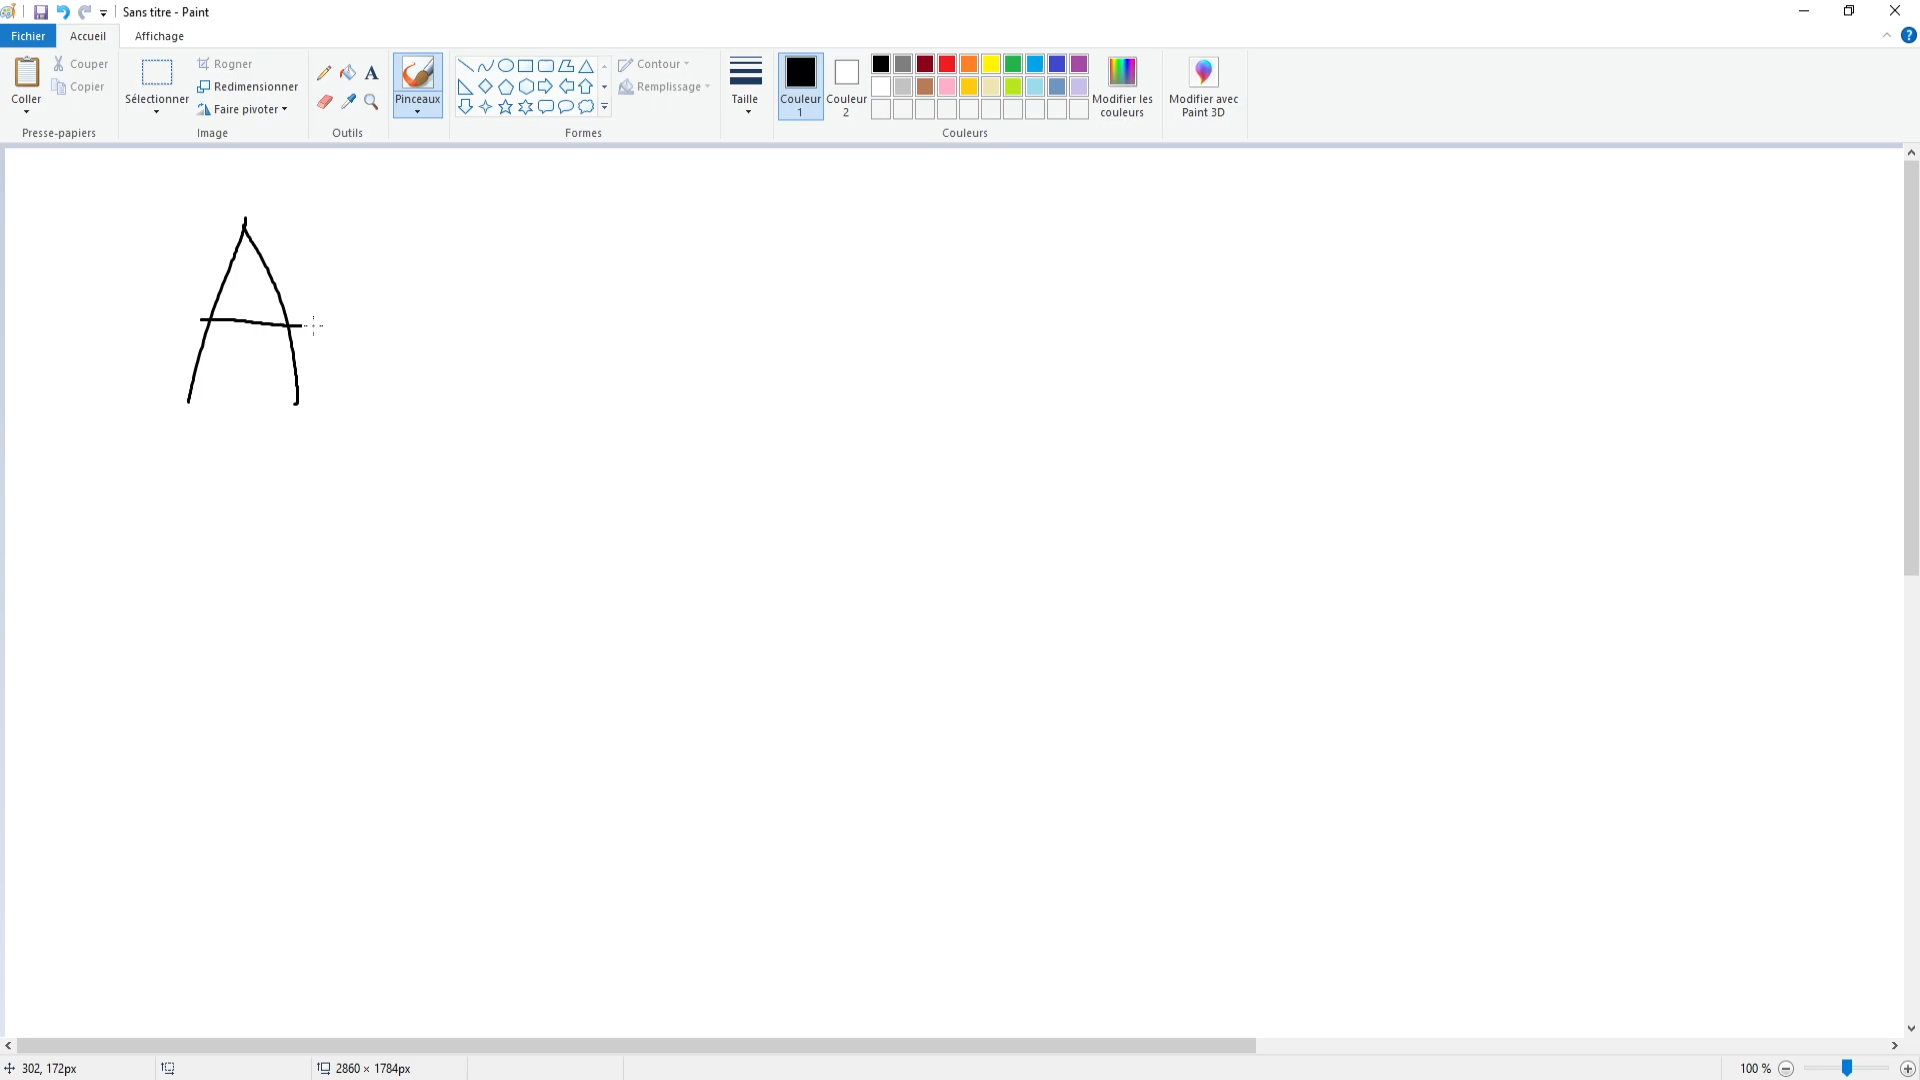 Sans titre - Paint
Fichier Accueil Affichage
Coller
Couper
Copier
Presse-papiers
Sélectionner
Rogner
Redimensionner
Faire pivoter
Image
A
Outils
Pinceaux
Formes
Contour
Remplissage
Taille
Couleur 1
Couleur 2
Couleurs
Modifier les couleurs
Modifier avec Paint 3D
?
A
302, 172px
2860 × 1784px
100 %